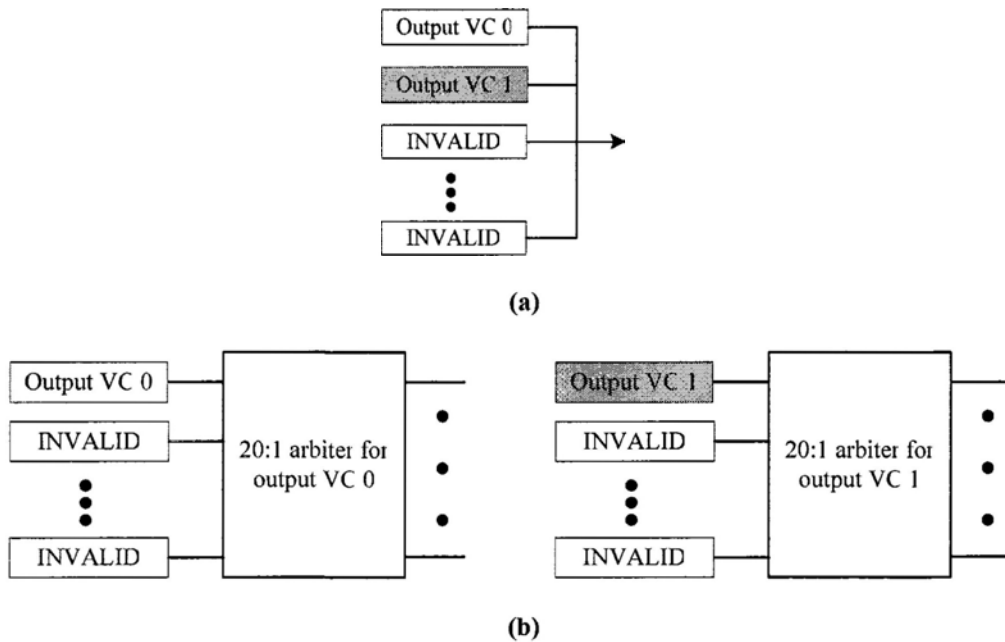 Output VC 0
Output VC 1
INVALID
INVALID
(a)
Output VC 0
INVALID
INVALID
20:1 arbiter for
output VC 0
Output VC 1
INVALID
INVALID
20:1 arbiter for
output VC 1
(b)